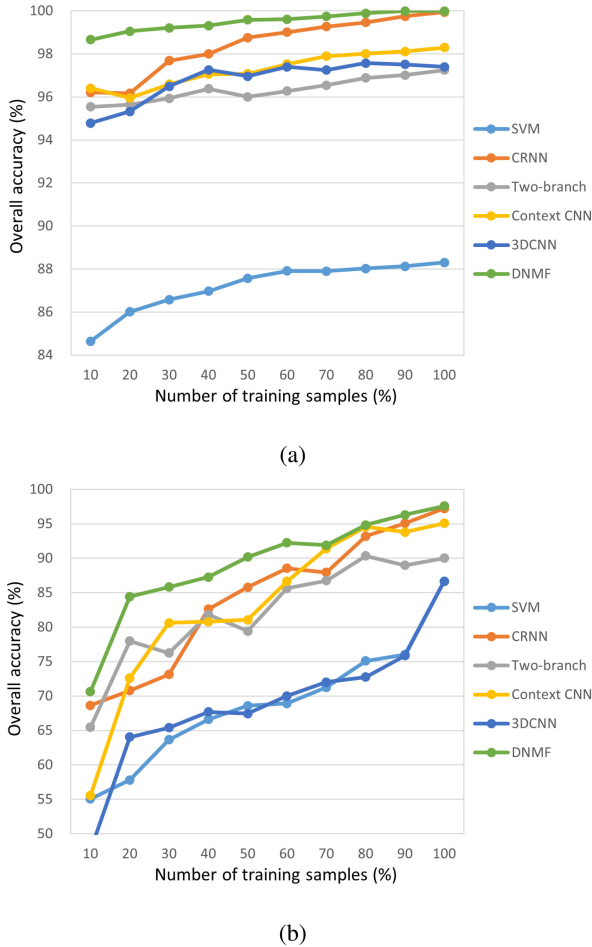 100
98
96
94
92
90
88
86
84
Overall accuracy (%)
10 20 30 40 50 60 70 80 90 100
Number of training samples (%)
SVM
CRNN
Two-branch
Context CNN
3DCNN
DNMF
(a)
100
95
90
85
80
75
70
65
60
55
50
Overall accuracy (%)
10 20 30 40 50 60 70 80 90 100
Number of training samples (%)
SVM
CRNN
Two-branch
Context CNN
3DCNN
DNMF
(b)